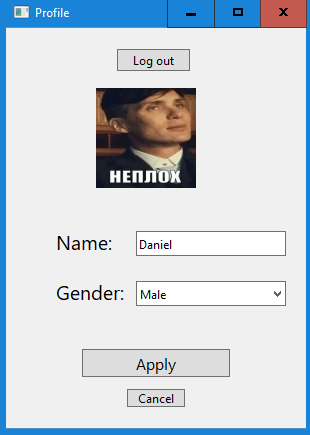 Profile
Log out
НЕПЛОХ
Name: Daniel
Gender: Male
Apply
Cancel